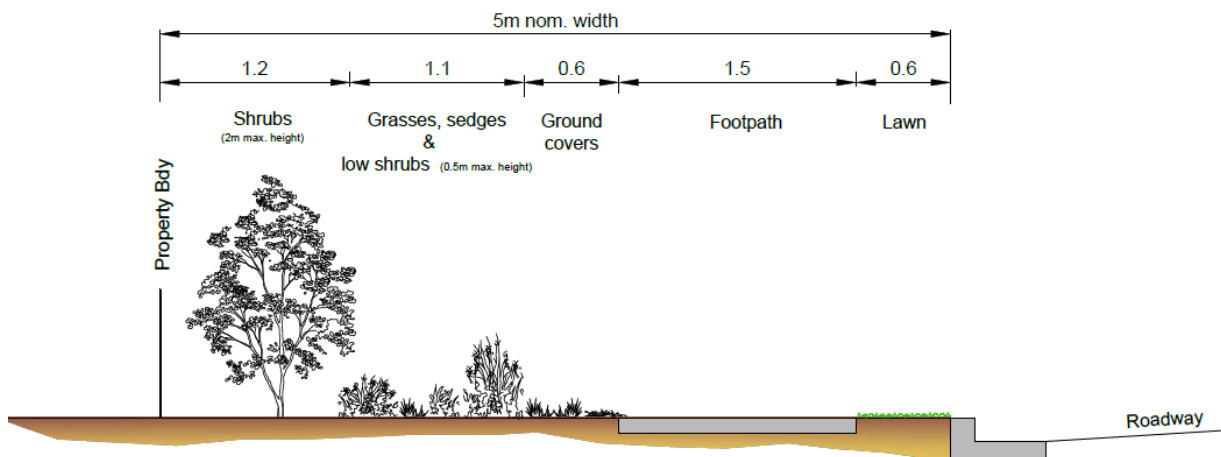 5m nom. width
1.2
1.1
0.6
1.5
0.6
Shrubs
(2m max. height)
Grasses, sedges
&
low shrubs (0.5m max. height)
Ground
covers
Footpath
Lawn
Property Bdy
Roadway